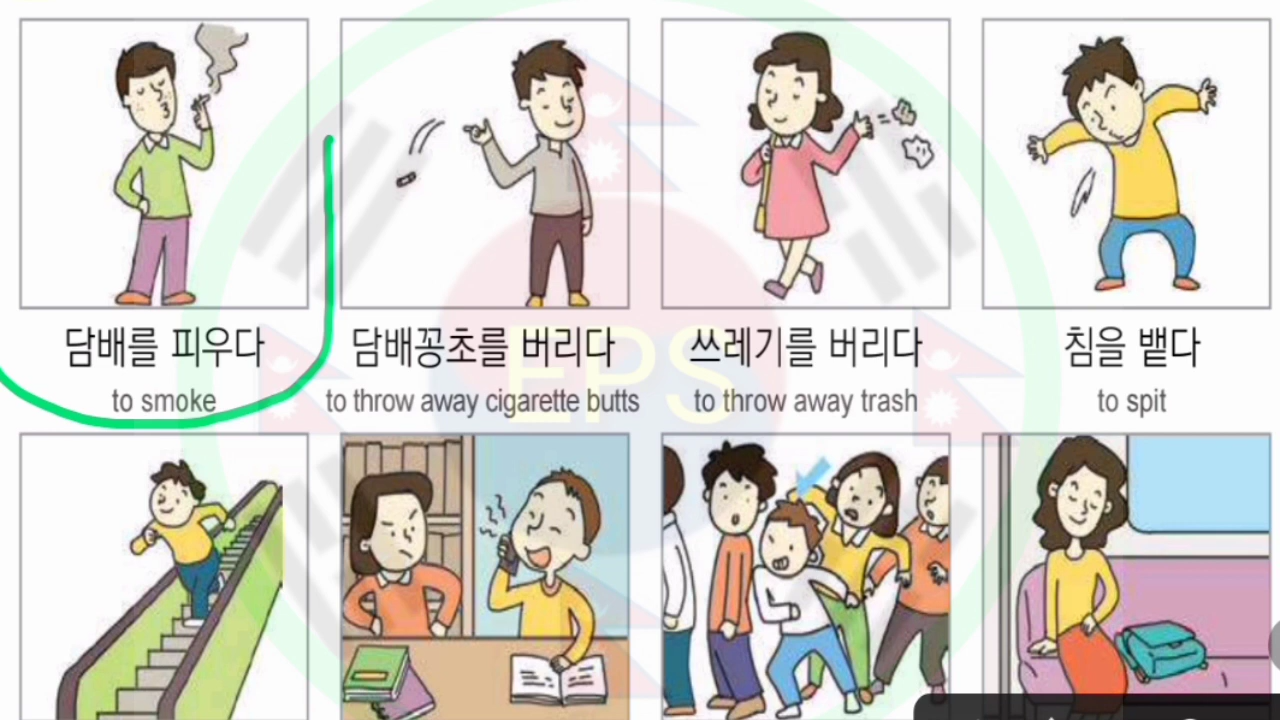 담배를 피우다
담배꽁초를 버리다
쓰레기를 버리다
침을 뱉다
to smoke
to throw away cigarette butts
to throw away trash
to spit
EPS